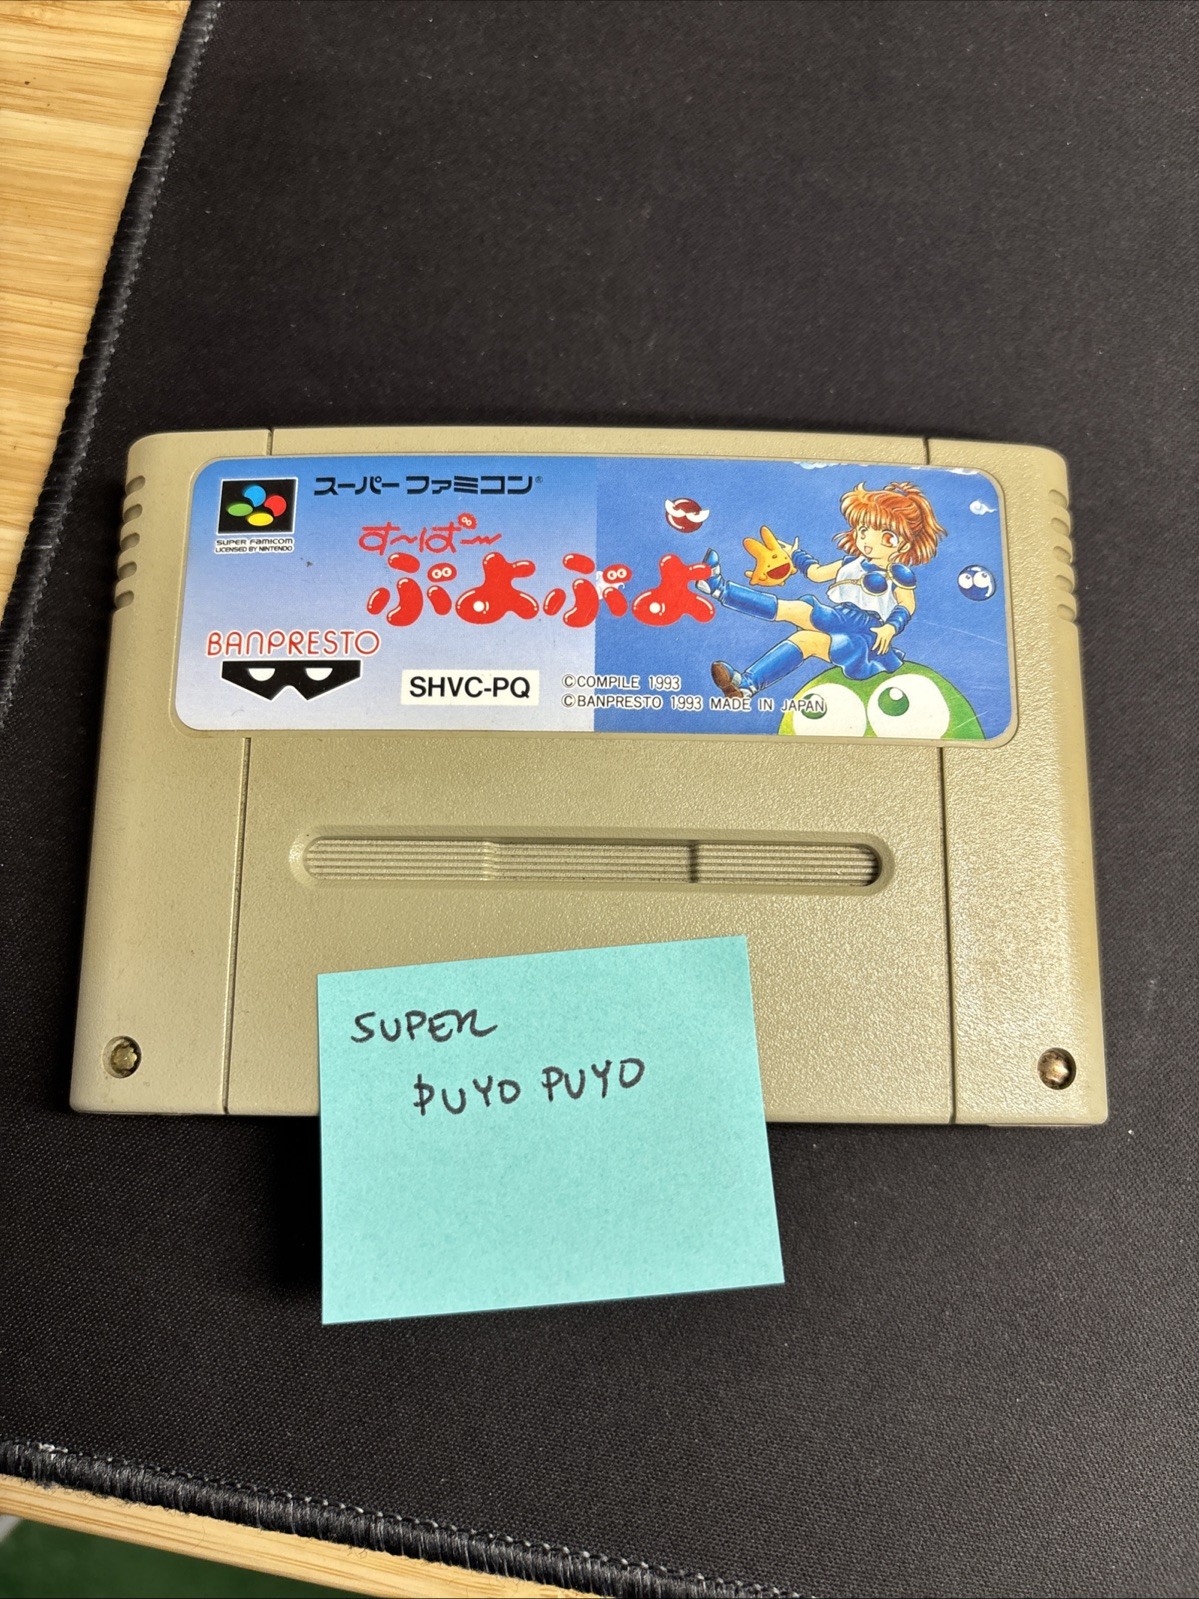 スーパーファミコン®
SUPER FAMICOM
LICENSED BY NINTENDO
す〜ぱ〜
ぷよぷよ
BANPRESTO
SHVC-PQ
©COMPILE 1993
©BANPRESTO 1993 MADE IN JAPAN
SUPER
PUYO PUYO